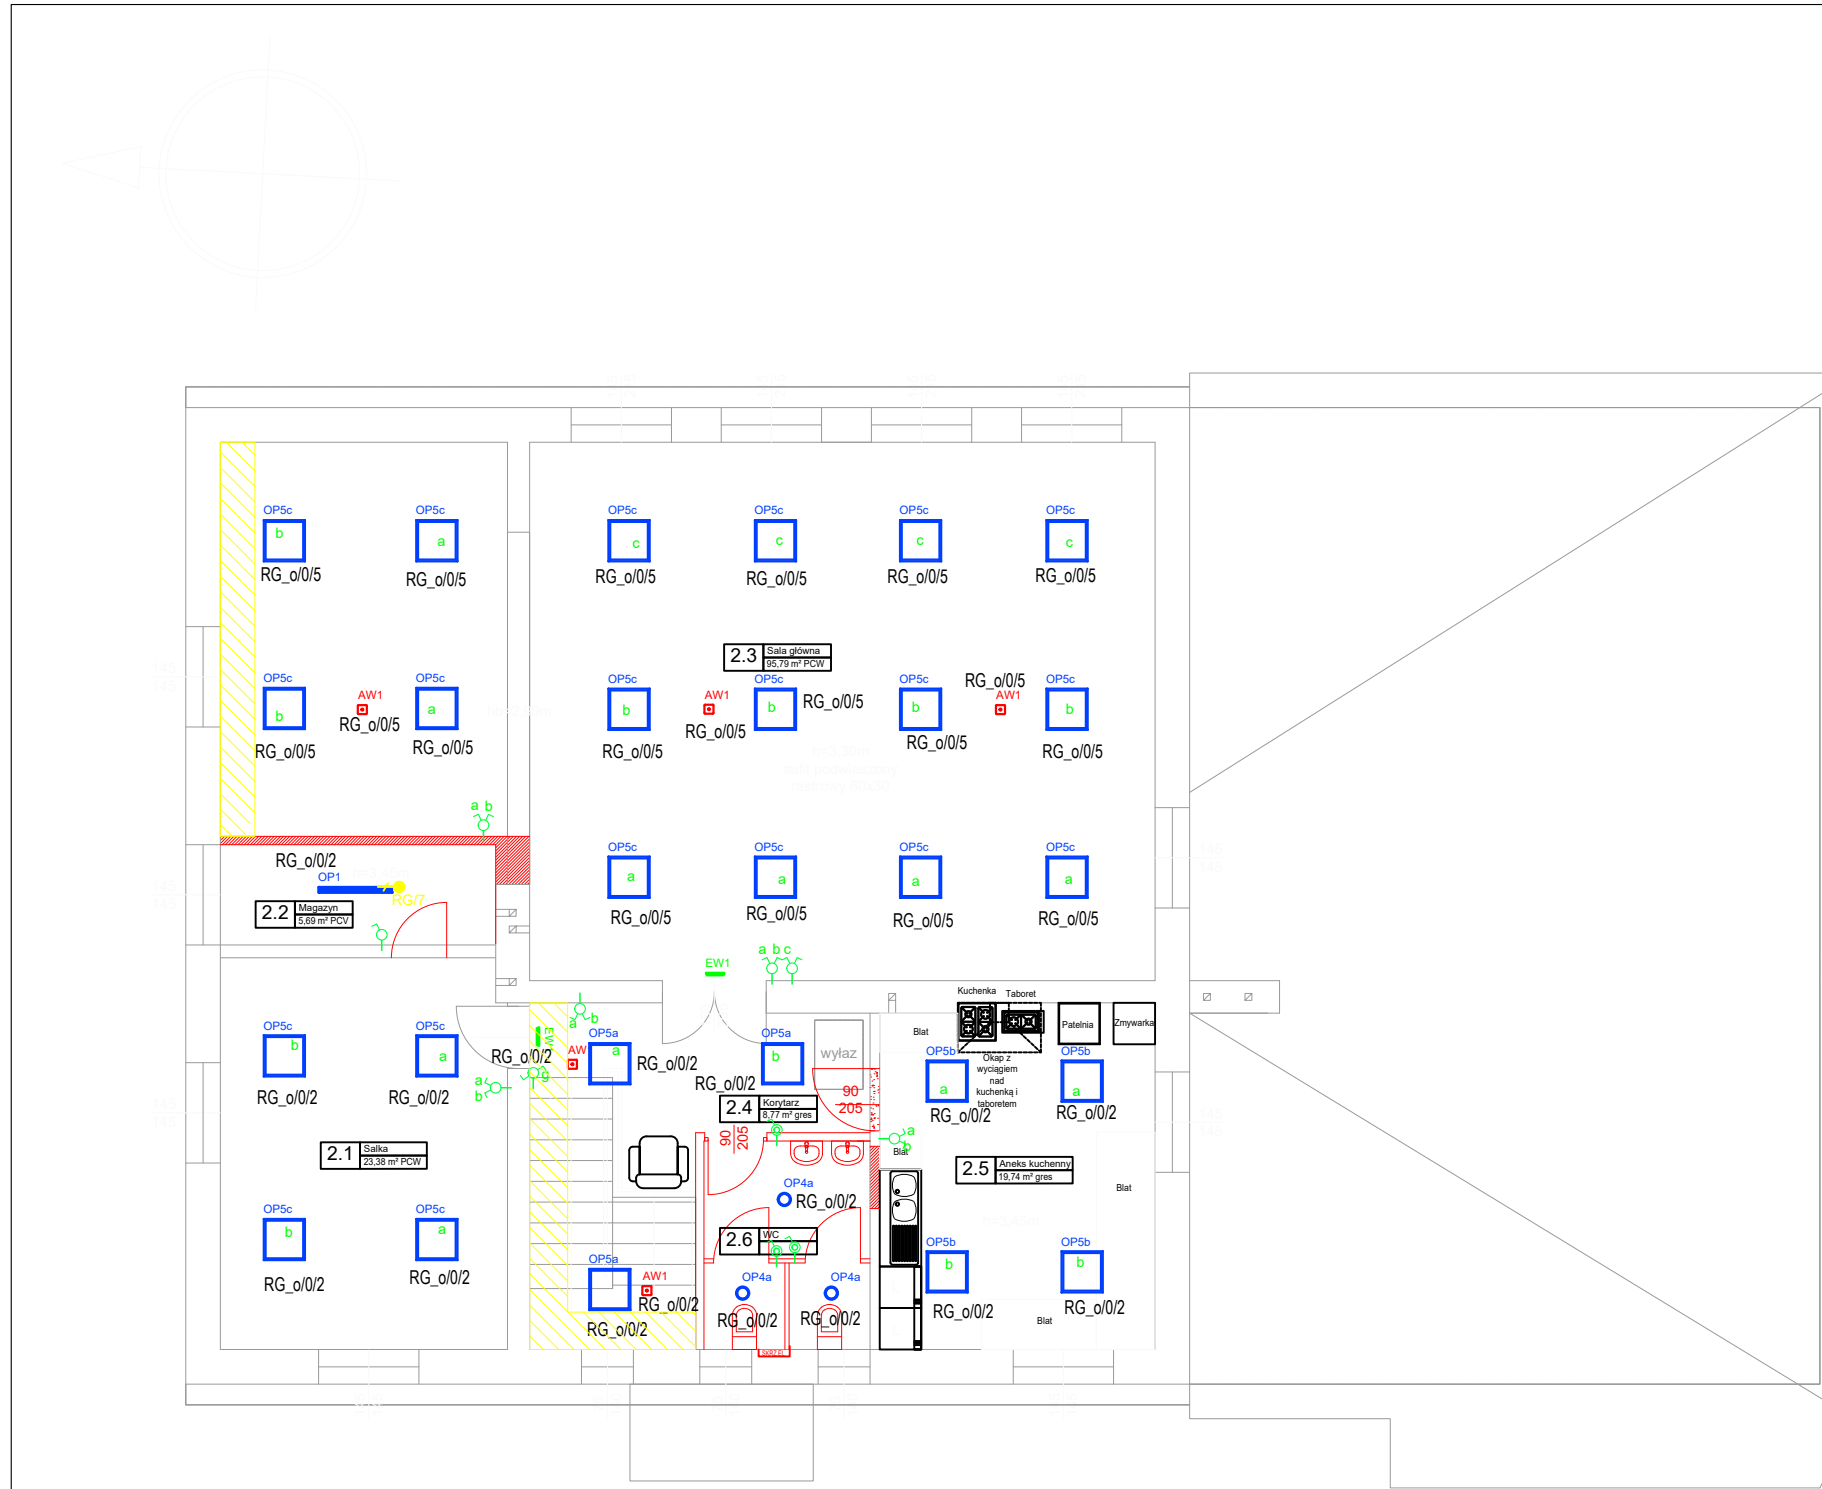 OP5c
OP5c
OP5c
OP5c
OP5c
OP5c
b
a
c
c
c
c
RG_o/0/5
RG_o/0/5
RG_o/0/5
RG_o/0/5
RG_o/0/5
RG_o/0/5
2.3
Sala główna
95,79 m² PCW
OP5c
AW1
OP5c
OP5c
AW1
OP5c
OP5c
RG_o/0/5
AW1
OP5c
b
a
b
b
b
b
RG_o/0/5
RG_o/0/5
RG_o/0/5
RG_o/0/5
RG_o/0/5
RG_o/0/5
RG_o/0/5
RG_o/0/5
RG_o/0/5
a b
OP5c
OP5c
OP5c
OP5c
a
a
a
a
RG_o/0/5
RG_o/0/5
RG_o/0/5
RG_o/0/5
RG_o/0/2
OP1
RG/7
2.2
Magazyn
5,69 m² PCV
a b c
EW1
Kuchenka
Taboret
Patelnia
Zmywarka
Blat
Okap z
wyciągiem
nad
kuchenką i
taboretem
OP5c
OP5c
b
a
RG_o/0/2
RG_o/0/2
RG_o/0/2
AW
a
b
g
a
b
OP5a
a
RG_o/0/2
OP5a
b
RG_o/0/2
wyłaz
90
205
OP5b
a
RG_o/0/2
OP5b
a
RG_o/0/2
2.4
Korytarz
8,77 m² gres
90
205
a
b
Blat
2.1
Salka
23,38 m² PCW
2.5
Aneks kuchenny
19,74 m² gres
Blat
OP4a
RG_o/0/2
2.6
WC
OP5c
b
RG_o/0/2
OP5c
a
RG_o/0/2
OP5a
AW1
RG_o/0/2
RG_o/0/2
OP4a
RG_o/0/2
OP4a
RG_o/0/2
OP5b
b
RG_o/0/2
OP5b
b
RG_o/0/2
Blat